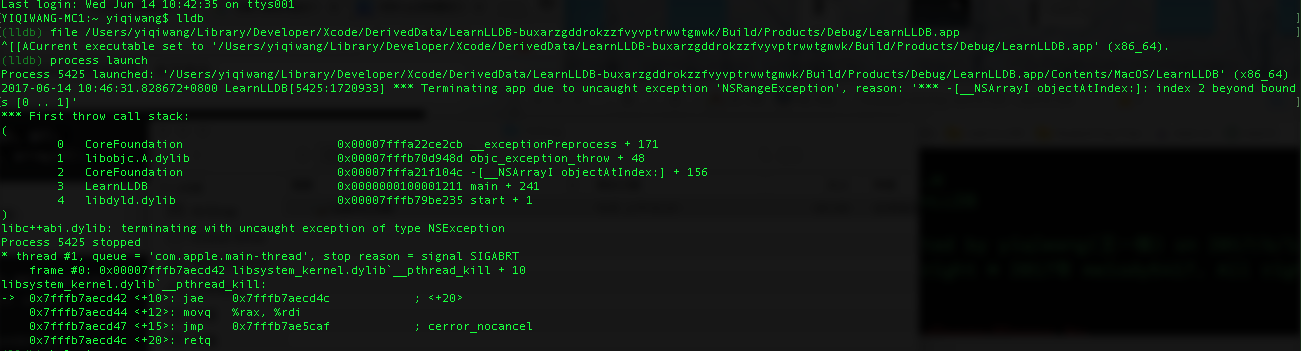 Last login: Wed Jun 14 10:42:35 on ttys001
YIQIWANG-MC1:~ yiqiwang$ lldb
(lldb) file /Users/yiqiwang/Library/Developer/Xcode/DerivedData/LearnLLDB-buxarzgddrokzzfvyvptrwwtgmwk/Build/Products/Debug/LearnLLDB.app
^[[ACurrent executable set to '/Users/yiqiwang/Library/Developer/Xcode/DerivedData/LearnLLDB-buxarzgddrokzzfvyvptrwwtgmwk/Build/Products/Debug/LearnLLDB.app' (x86_64).
(lldb) process launch
Process 5425 launched: '/Users/yiqiwang/Library/Developer/Xcode/DerivedData/LearnLLDB-buxarzgddrokzzfvyvptrwwtgmwk/Build/Products/Debug/LearnLLDB.app/Contents/MacOS/LearnLLDB' (x86_64)
2017-06-14 10:46:31.828672+0800 LearnLLDB[5425:1720933] *** Terminating app due to uncaught exception 'NSRangeException', reason: '*** -[__NSArrayI objectAtIndex:]: index 2 beyond bound
s [0 .. 1]'
*** First throw call stack:
(
0 CoreFoundation 0x00007fffa22ce2cb __exceptionPreprocess + 171
1 libobjc.A.dylib 0x00007fffb70d948d objc_exception_throw + 48
2 CoreFoundation 0x00007fffa21f104c -[__NSArrayI objectAtIndex:] + 156
3 LearnLLDB 0x0000000100001211 main + 241
4 libdyld.dylib 0x00007fffb79be235 start + 1
)
libc++abi.dylib: terminating with uncaught exception of type NSException
Process 5425 stopped
* thread #1, queue = 'com.apple.main-thread', stop reason = signal SIGABRT
frame #0: 0x00007fffb7aecd42 libsystem_kernel.dylib`__pthread_kill + 10
libsystem_kernel.dylib`__pthread_kill:
-> 0x7fffb7aecd42 <+10>: jae 0x7fffb7aecd4c ; <+20>
0x7fffb7aecd44 <+12>: movq %rax, %rdi
0x7fffb7aecd47 <+15>: jmp 0x7fffb7ae5caf ; cerror_nocancel
0x7fffb7aecd4c <+20>: retq